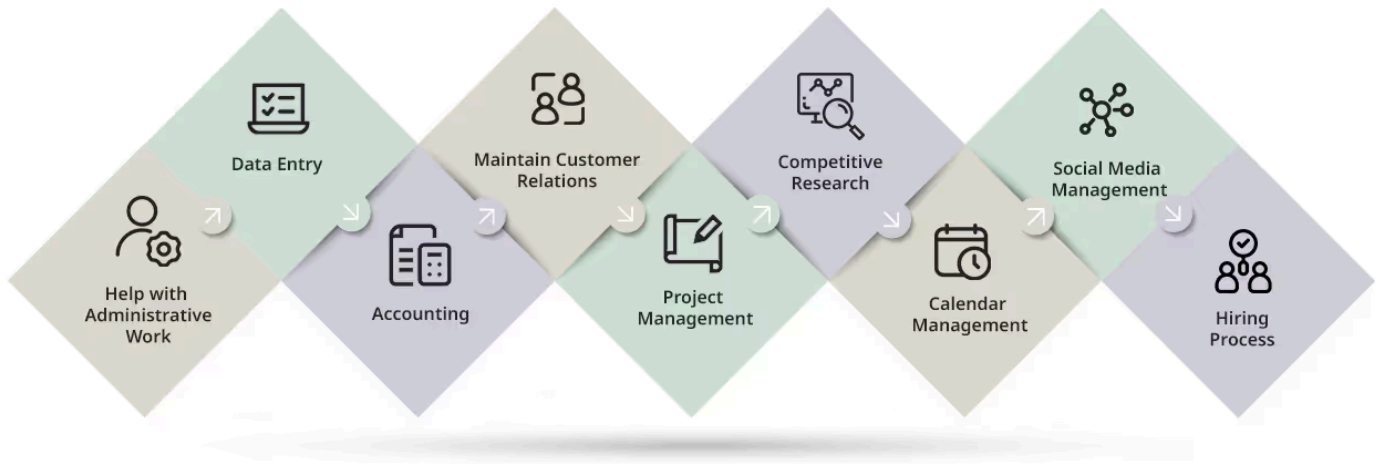 Help with
Administrative
Work
Data Entry
Accounting
Maintain Customer
Relations
Project
Management
Competitive
Research
Calendar
Management
Social Media
Management
Hiring
Process